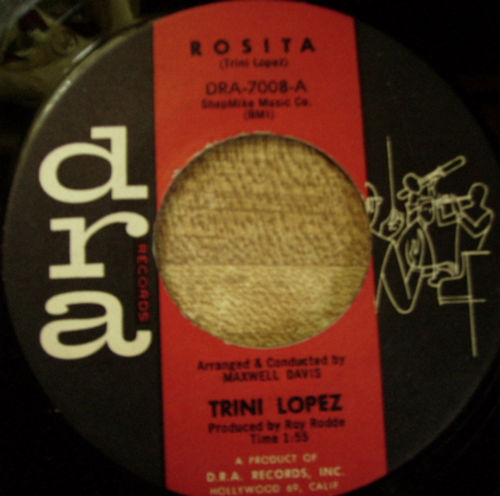 ROSITA
(Trini Lopez)
DRA-7008-A
ShapMike Music Co.
(BMI)
dra
RECORDS
Arranged & Conducted by
MAXWELL DAVIS
TRINI LOPEZ
Produced by Ray Rodde
Time 1:55
A PRODUCT OF
D.R.A. RECORDS, INC.
HOLLYWOOD 69, CALIF